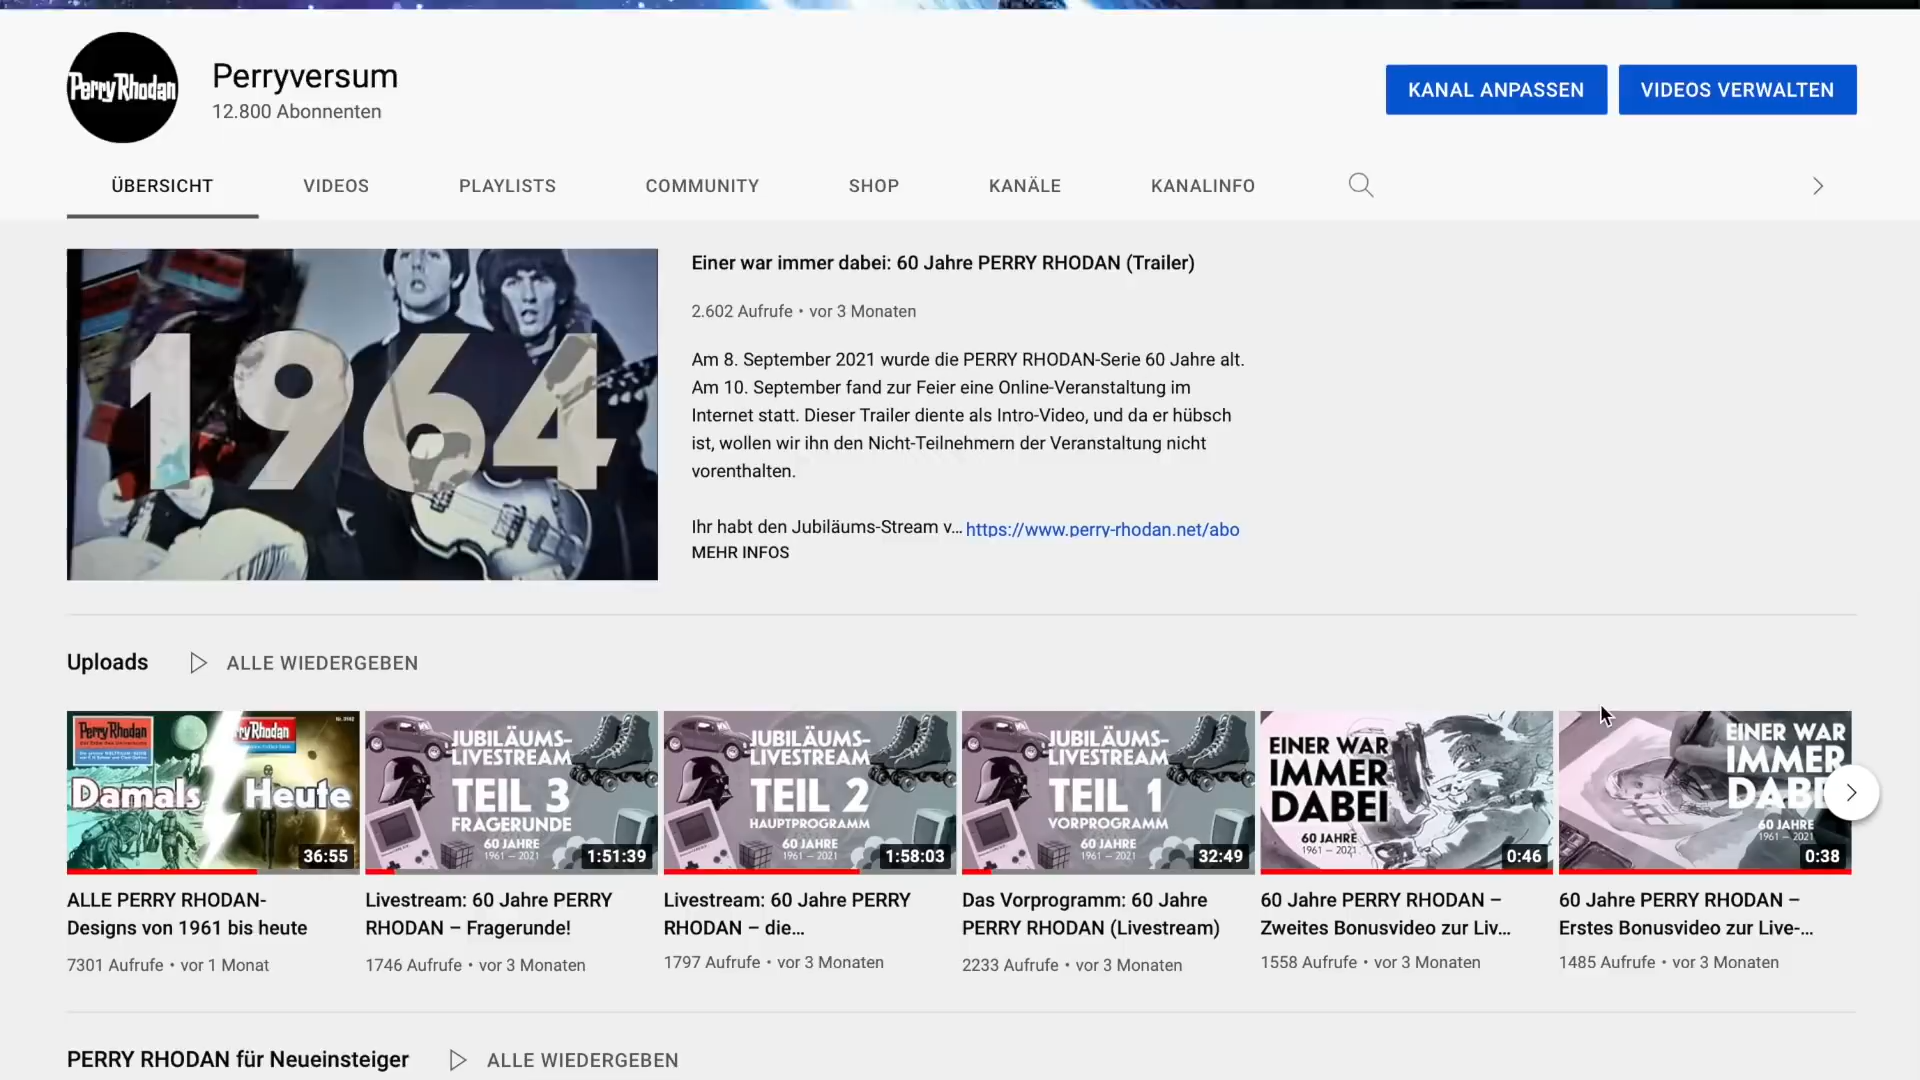 Perry Rhodan
Perryversum
12.800 Abonnenten
KANAL ANPASSEN
VIDEOS VERWALTEN
ÜBERSICHT
VIDEOS
PLAYLISTS
COMMUNITY
SHOP
KANÄLE
KANALINFO
1964
Einer war immer dabei: 60 Jahre PERRY RHODAN (Trailer)
2.602 Aufrufe • vor 3 Monaten
Am 8. September 2021 wurde die PERRY RHODAN-Serie 60 Jahre alt.
Am 10. September fand zur Feier eine Online-Veranstaltung im
Internet statt. Dieser Trailer diente als Intro-Video, und da er hübsch
ist, wollen wir ihn den Nicht-Teilnehmern der Veranstaltung nicht
vorenthalten.
Ihr habt den Jubiläums-Stream v... https://www.perry-rhodan.net/abo
MEHR INFOS
Uploads
ALLE WIEDERGEBEN
Perry Rhodan
ry Rhodan
Damals
Heute
36:55
ALLE PERRY RHODAN-
Designs von 1961 bis heute
7301 Aufrufe • vor 1 Monat
JUBILÄUMS-
LIVESTREAM
TEIL 3
FRAGERUNDE
60 JAHRE
1961 – 2021
1:51:39
Livestream: 60 Jahre PERRY
RHODAN – Fragerunde!
1746 Aufrufe • vor 3 Monaten
JUBILÄUMS-
LIVESTREAM
TEIL 2
HAUPTPROGRAMM
60 JAHRE
1961 – 2021
1:58:03
Livestream: 60 Jahre PERRY
RHODAN – die...
1797 Aufrufe • vor 3 Monaten
JUBILÄUMS-
LIVESTREAM
TEIL 1
VORPROGRAMM
60 JAHRE
1961 – 2021
32:49
Das Vorprogramm: 60 Jahre
PERRY RHODAN (Livestream)
2233 Aufrufe • vor 3 Monaten
EINER WAR
IMMER
DABEI
60 JAHRE
1961 – 2021
0:46
60 Jahre PERRY RHODAN –
Zweites Bonusvideo zur Liv...
1558 Aufrufe • vor 3 Monaten
EINER WAR
IMMER
DABE
60 JAHRE
1961 – 2021
0:38
60 Jahre PERRY RHODAN –
Erstes Bonusvideo zur Live-...
1485 Aufrufe • vor 3 Monaten
PERRY RHODAN für Neueinsteiger
ALLE WIEDERGEBEN